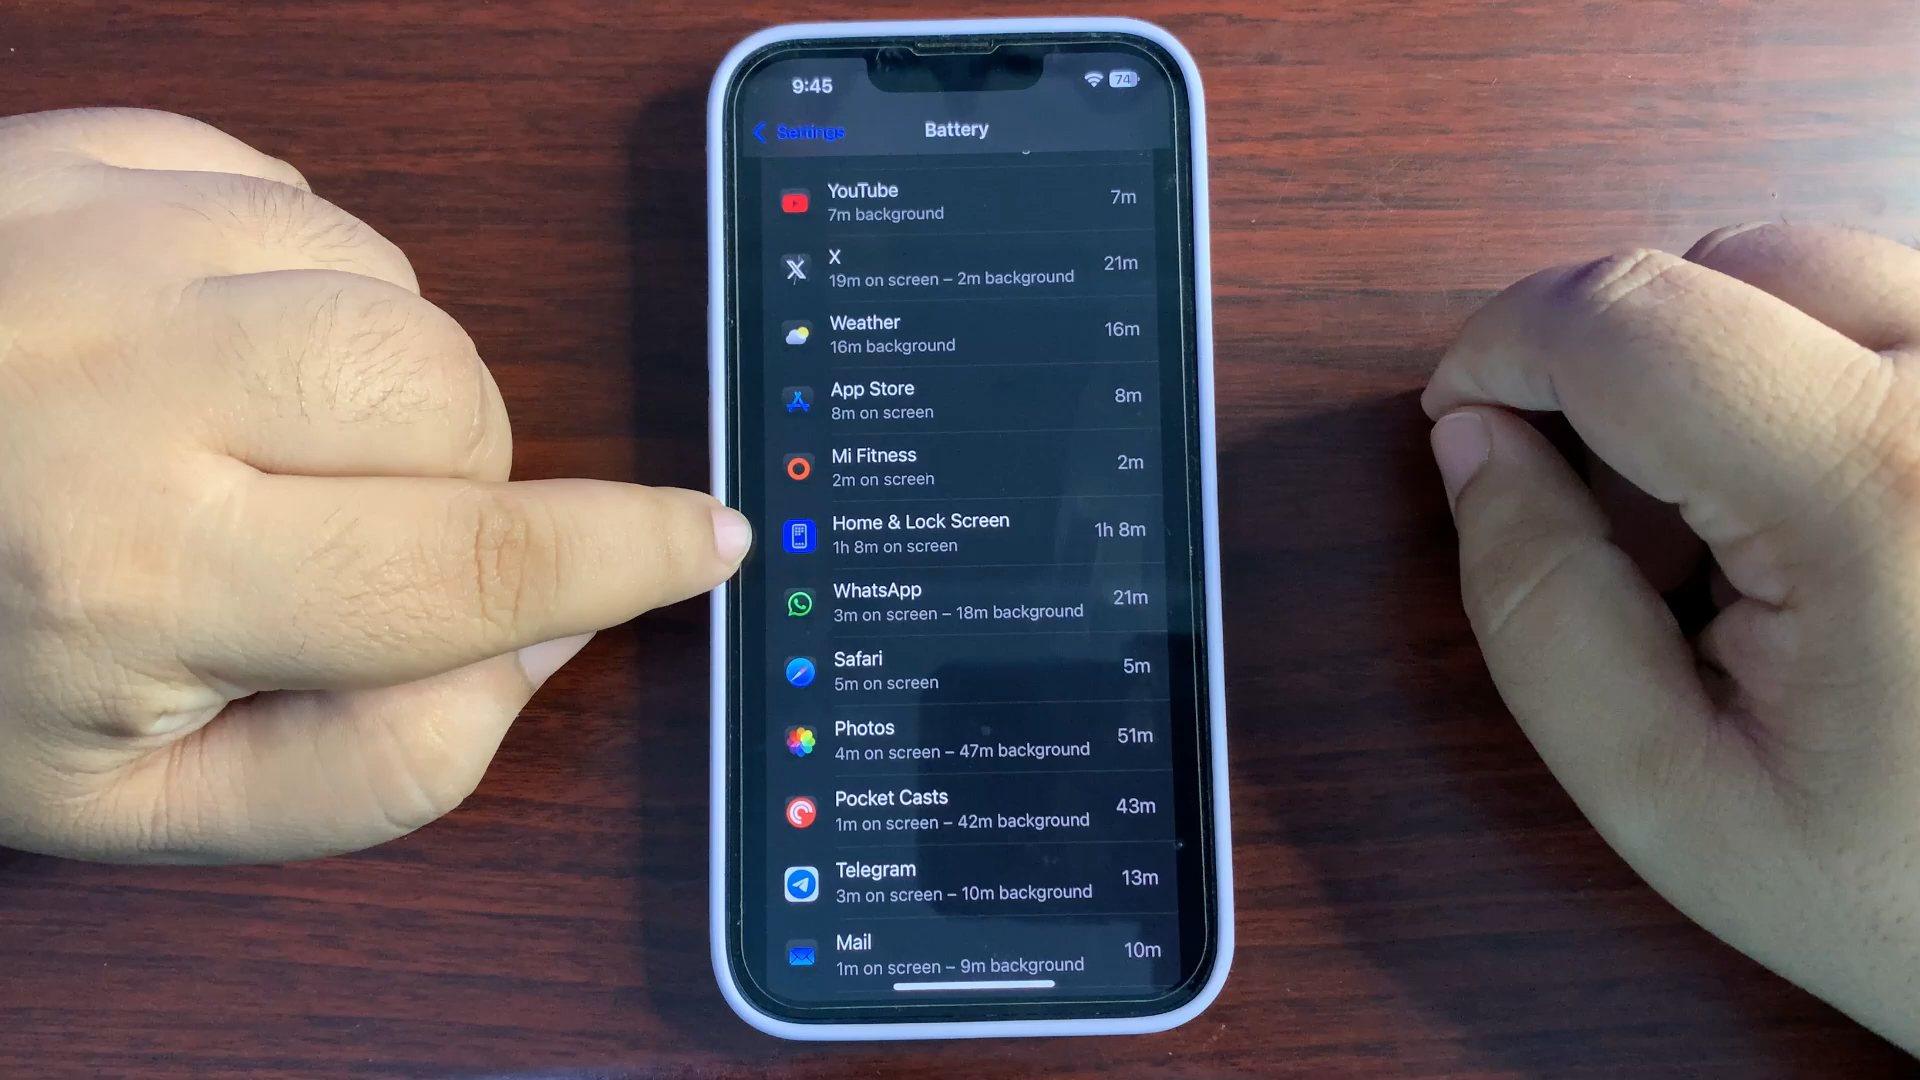 9:45
74
Settings
Battery
YouTube
7m background
7m
X
19m on screen – 2m background
21m
Weather
16m background
16m
App Store
8m on screen
8m
Mi Fitness
2m on screen
2m
Home & Lock Screen
1h 8m on screen
1h 8m
WhatsApp
3m on screen – 18m background
21m
Safari
5m on screen
5m
Photos
4m on screen – 47m background
51m
Pocket Casts
1m on screen – 42m background
43m
Telegram
3m on screen – 10m background
13m
Mail
1m on screen – 9m background
10m